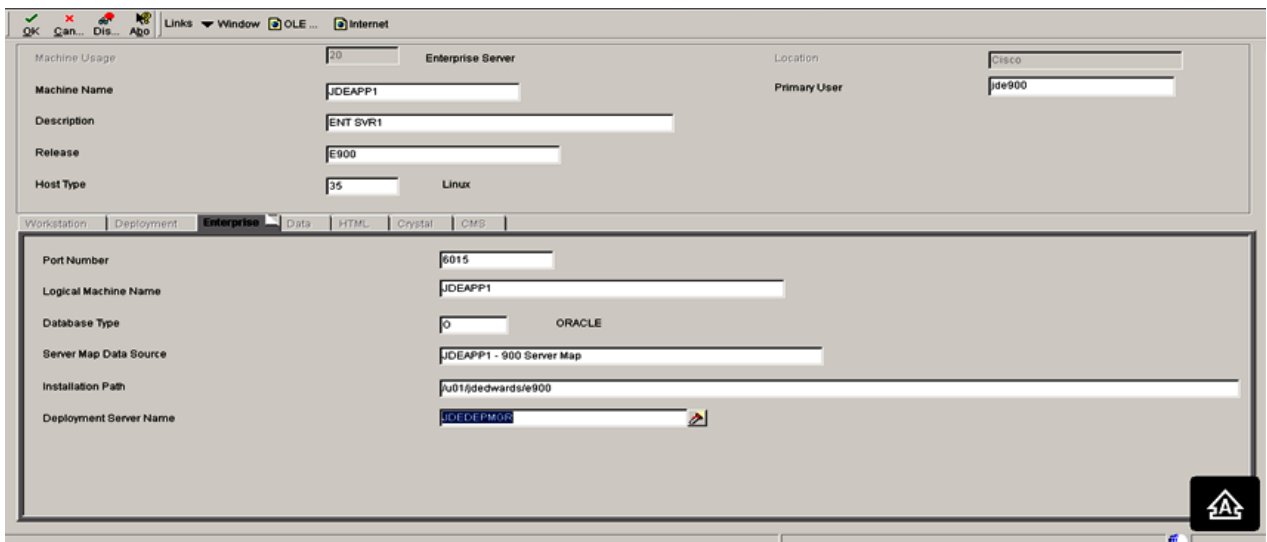 OK Can... Dis... Abo Links Window OLE ... Internet
Machine Usage 20 Enterprise Server Location Cisco
Machine Name JDEAPP1 Primary User jde900
Description ENT SVR1
Release E900
Host Type 35 Linux
Workstation Deployment Enterprise Data HTML Crystal CMS
Port Number 6015
Logical Machine Name JDEAPP1
Database Type O ORACLE
Server Map Data Source JDEAPP1 - 900 Server Map
Installation Path /u01/jdedwards/e900
Deployment Server Name JDEDEPMGR
A